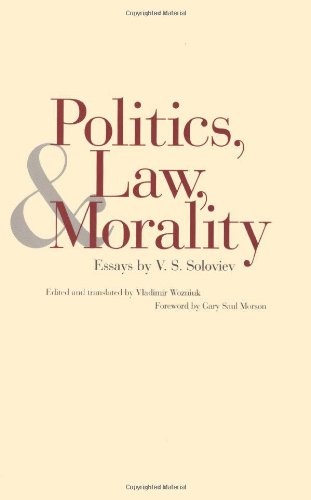 Politics,
Law,
& Morality
Essays by V. S. Soloviev
Edited and translated by Vladimir Wozniuk
Foreword by Gary Saul Morson